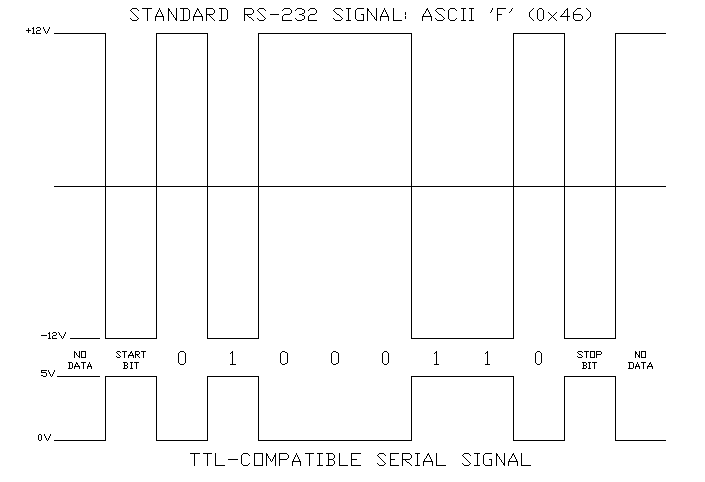 STANDARD RS-232 SIGNAL: ASCII 'F' (0x46)
+12V
-12V
NO DATA START BIT 0 1 0 0 0 1 1 0 STOP BIT NO DATA
5V
0V
TTL-COMPATIBLE SERIAL SIGNAL